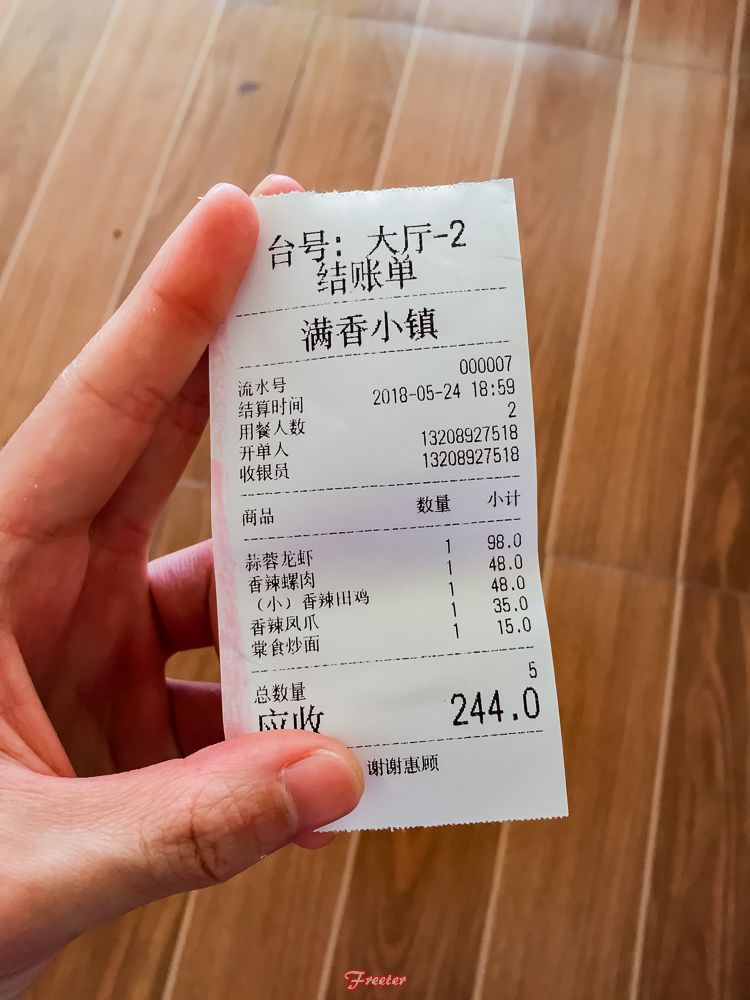 台号: 大厅-2
结账单
满香小镇
流水号 000007
结算时间 2018-05-24 18:59
用餐人数 2
开单人 13208927518
收银员 13208927518
商品 数量 小计
蒜蓉龙虾 1 98.0
香辣螺肉 1 48.0
（小）香辣田鸡 1 48.0
香辣凤爪 1 35.0
棠食炒面 1 15.0
总数量 5
应收 244.0
谢谢惠顾
Freeter